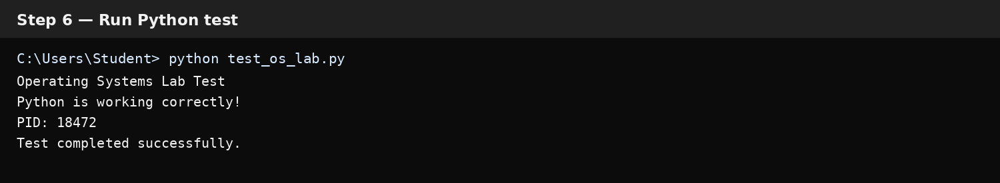 Step 6 — Run Python test
C:\Users\Student> python test_os_lab.py
Operating Systems Lab Test
Python is working correctly!
PID: 18472
Test completed successfully.